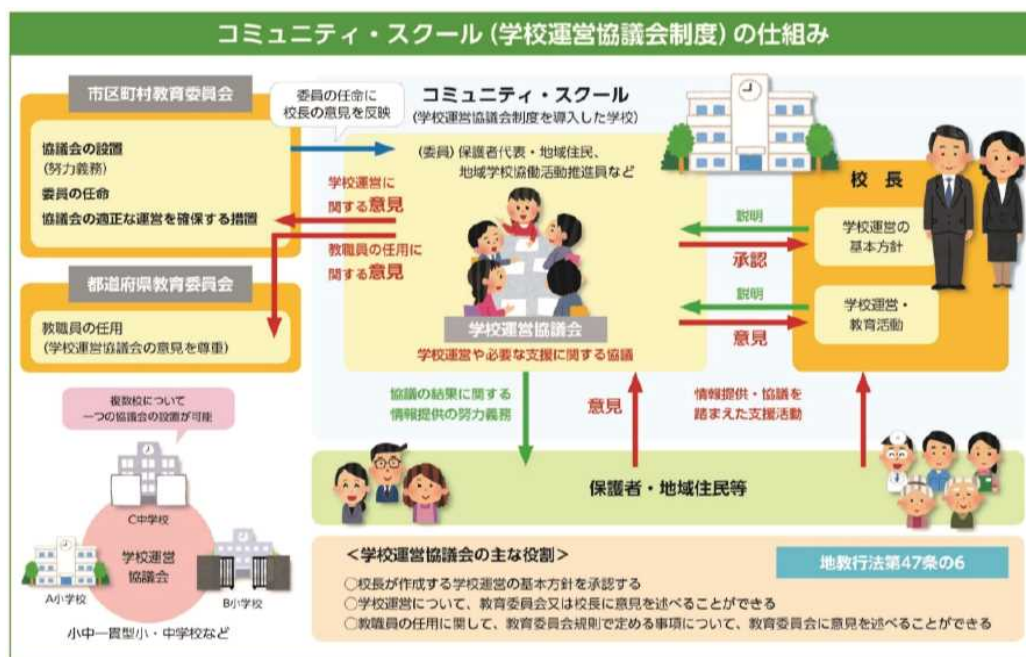 コミュニティ・スクール(学校運営協議会制度)の仕組み
市区町村教育委員会
協議会の設置
(努力義務)
委員の任命
協議会の適正な運営を確保する措置
委員の任命に
校長の意見を反映
コミュニティ・スクール
(学校運営協議会制度を導入した学校)
(委員)保護者代表・地域住民、
地域学校協働活動推進員など
学校運営に
関する意見
教職員の任用に
関する意見
学校運営協議会
学校運営や必要な支援に関する協議
校長
説明
承認
学校運営の
基本方針
説明
意見
学校運営・
教育活動
都道府県教育委員会
教職員の任用
(学校運営協議会の意見を尊重)
協議の結果に関する
情報提供の努力義務
意見
情報提供・協議を
踏まえた支援活動
保護者・地域住民等
複数校について
一つの協議会の設置が可能
C中学校
学校運営
協議会
A小学校
B小学校
小中一貫型小・中学校など
<学校運営協議会の主な役割>
地教行法第47条の6
○校長が作成する学校運営の基本方針を承認する
○学校運営について、教育委員会又は校長に意見を述べることができる
○教職員の任用に関して、教育委員会規則で定める事項について、教育委員会に意見を述べることができる